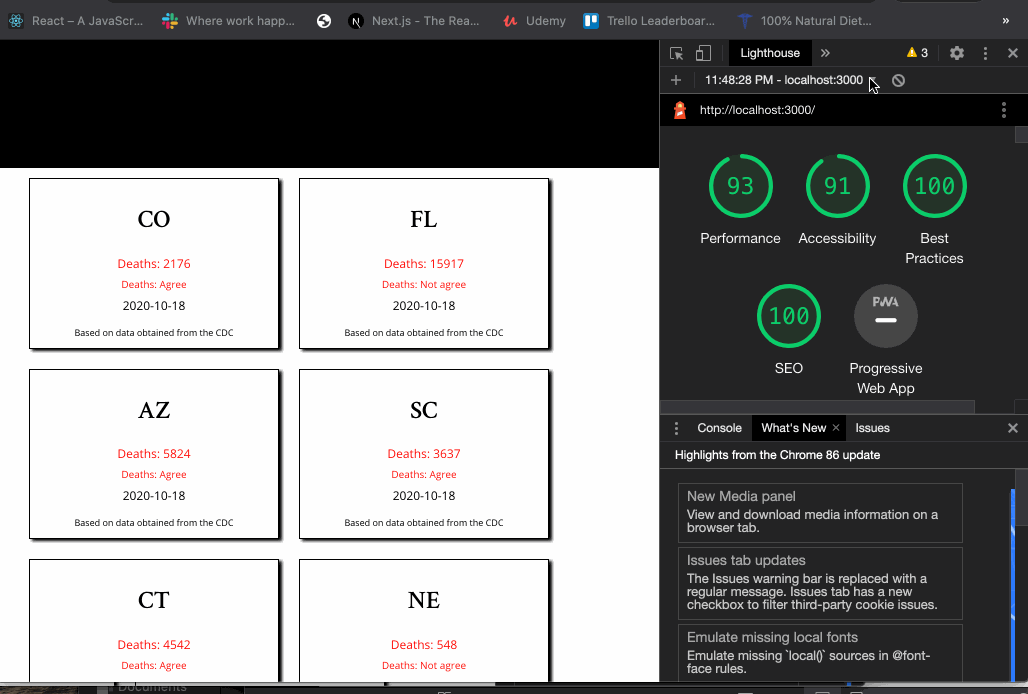 React – A JavaScr...
Where work happ...
N
Next.js - The Rea...
Udemy
Trello Leaderboar...
100% Natural Diet...
»
Lighthouse
»
3
11:48:28 PM - localhost:3000
http://localhost:3000/
93
91
100
Performance
Accessibility
Best
Practices
100
PWA
SEO
Progressive
Web App
CO
Deaths: 2176
Deaths: Agree
2020-10-18
Based on data obtained from the CDC
FL
Deaths: 15917
Deaths: Not agree
2020-10-18
Based on data obtained from the CDC
AZ
Deaths: 5824
Deaths: Agree
2020-10-18
Based on data obtained from the CDC
SC
Deaths: 3637
Deaths: Agree
2020-10-18
Based on data obtained from the CDC
CT
Deaths: 4542
Deaths: Agree
NE
Deaths: 548
Deaths: Not agree
Console
What's New
Issues
Highlights from the Chrome 86 update
New Media panel
View and download media information on a
browser tab.
Issues tab updates
The Issues warning bar is replaced with a
regular message. Issues tab has a new
checkbox to filter third-party cookie issues.
Emulate missing local fonts
Emulate missing `local()` sources in @font-
face rules.
Documents